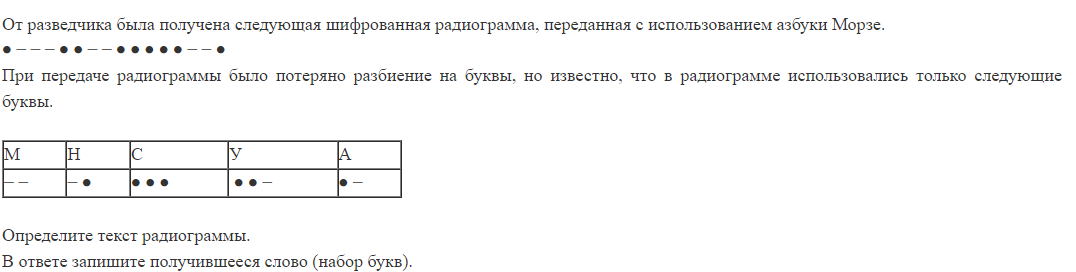 От разведчика была получена следующая шифрованная радиограмма, переданная с использованием азбуки Морзе.
● – – – ● ● – – ● ● ● ● ● – – ●
При передаче радиограммы было потеряно разбиение на буквы, но известно, что в радиограмме использовались только следующие
буквы.
М Н С У А
– – – ● ● ● ● ● ● – ● –
Определите текст радиограммы.
В ответе запишите получившееся слово (набор букв).